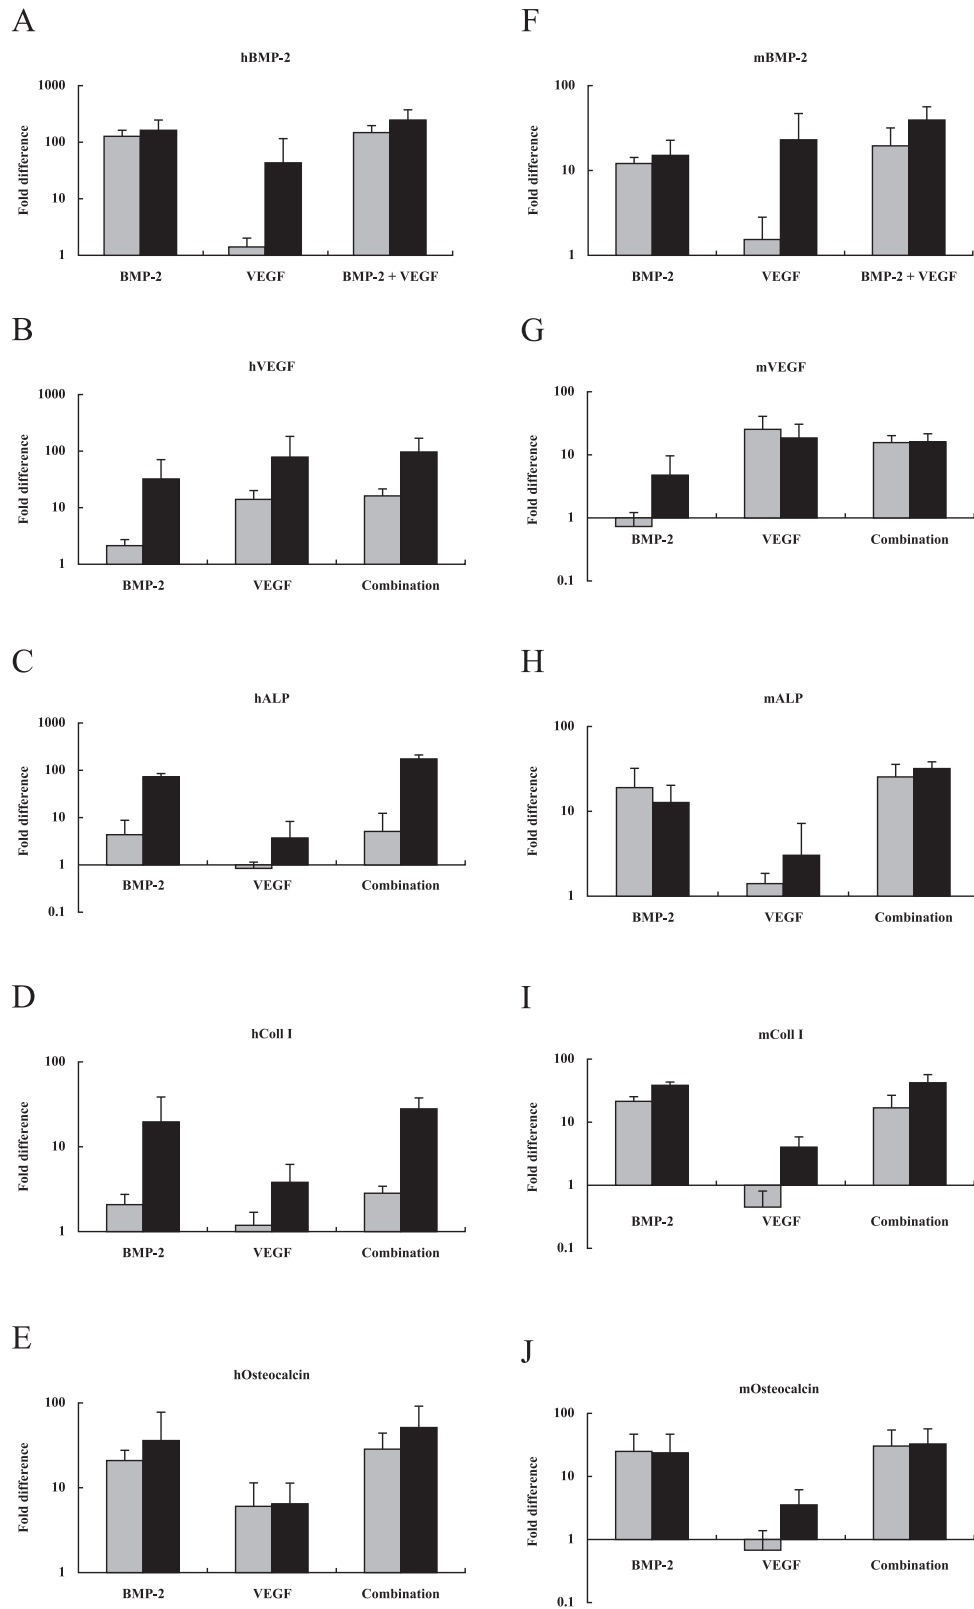 A
hBMP-2
Fold difference
1000
100
10
1
BMP-2 VEGF BMP-2 + VEGF
F
mBMP-2
Fold difference
100
10
1
BMP-2 VEGF BMP-2 + VEGF
B
hVEGF
Fold difference
1000
100
10
1
BMP-2 VEGF Combination
G
mVEGF
Fold difference
100
10
1
0.1
BMP-2 VEGF Combination
C
hALP
Fold difference
1000
100
10
1
0.1
BMP-2 VEGF Combination
H
mALP
Fold difference
100
10
1
BMP-2 VEGF Combination
D
hColl I
Fold difference
100
10
1
BMP-2 VEGF Combination
I
mColl I
Fold difference
100
10
1
0.1
BMP-2 VEGF Combination
E
hOsteocalcin
Fold difference
100
10
1
BMP-2 VEGF Combination
J
mOsteocalcin
Fold difference
100
10
1
0.1
BMP-2 VEGF Combination